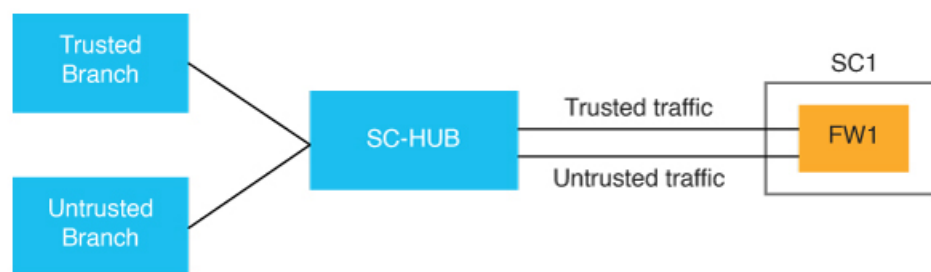 Trusted
Branch
SC1
Trusted traffic
SC-HUB
FW1
Untrusted traffic
Untrusted
Branch